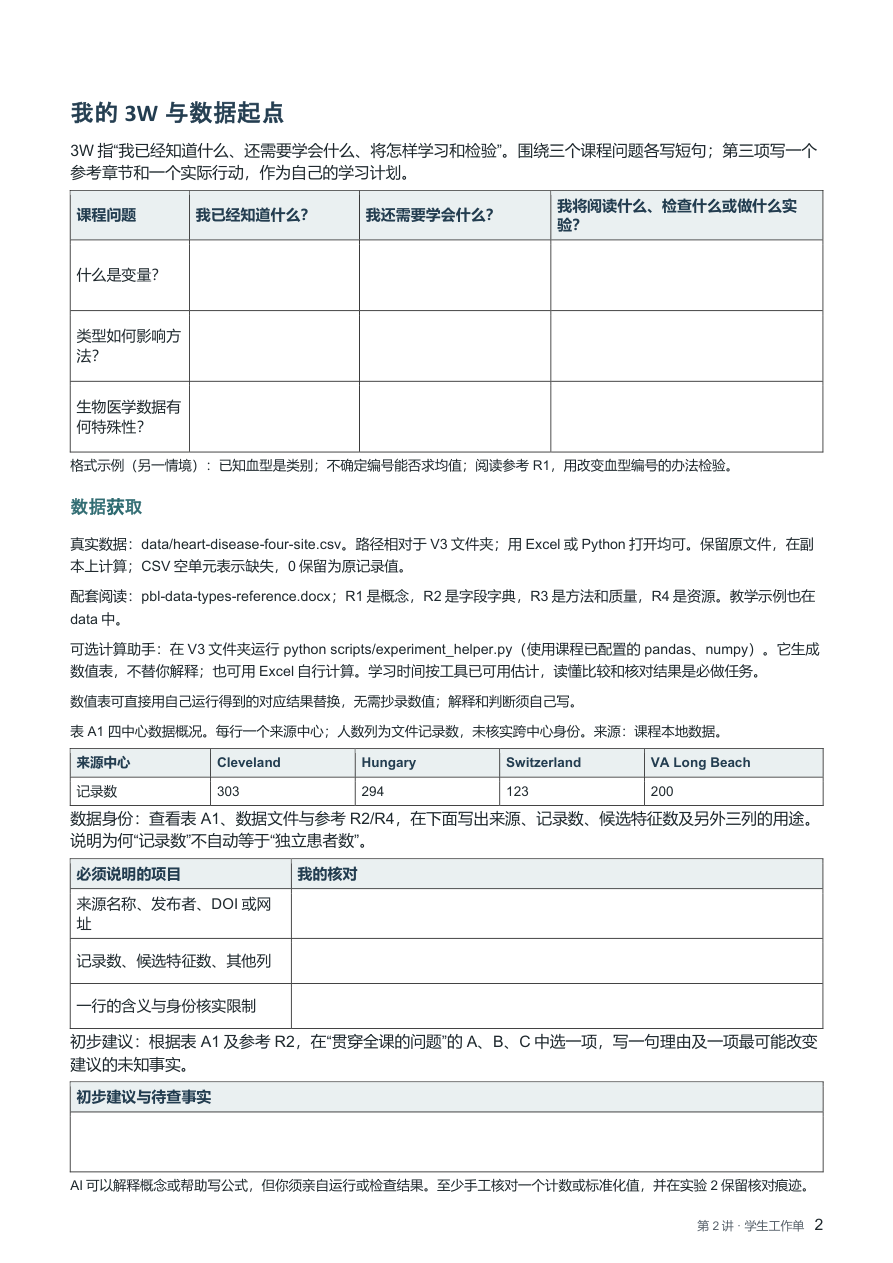 我的 3W 与数据起点
3W 指“我已经知道什么、还需要学会什么、将怎样学习和检验”。围绕三个课程问题各写短句；第三项写一个
参考章节和一个实际行动，作为自己的学习计划。
课程问题
我已经知道什么？
我还需要学会什么？
我将阅读什么、检查什么或做什么实
验？
什么是变量？
类型如何影响方
法？
生物医学数据有
何特殊性？
格式示例（另一情境）：已知血型是类别；不确定编号能否求均值；阅读参考 R1，用改变血型编号的办法检验。
数据获取
真实数据：data/heart-disease-four-site.csv。路径相对于 V3 文件夹；用 Excel 或 Python 打开均可。保留原文件，在副
本上计算；CSV 空单元表示缺失，0 保留为原记录值。
配套阅读：pbl-data-types-reference.docx；R1 是概念，R2 是字段字典，R3 是方法和质量，R4 是资源。教学示例也在
data 中。
可选计算助手：在 V3 文件夹运行 python scripts/experiment_helper.py（使用课程已配置的 pandas、numpy）。它生成
数值表，不替你解释；也可用 Excel 自行计算。学习时间按工具已可用估计，读懂比较和核对结果是必做任务。
数值表可直接用自己运行得到的对应结果替换，无需抄录数值；解释和判断须自己写。
表 A1 四中心数据概况。每行一个来源中心；人数列为文件记录数，未核实跨中心身份。来源：课程本地数据。
来源中心 Cleveland Hungary Switzerland VA Long Beach
记录数 303 294 123 200
数据身份：查看表 A1、数据文件与参考 R2/R4，在下面写出来源、记录数、候选特征数及另外三列的用途。
说明为何“记录数”不自动等于“独立患者数”。
必须说明的项目 我的核对
来源名称、发布者、DOI 或网
址
记录数、候选特征数、其他列
一行的含义与身份核实限制
初步建议：根据表 A1 及参考 R2，在“贯穿全课的问题”的 A、B、C 中选一项，写一句理由及一项最可能改变
建议的未知事实。
初步建议与待查事实
AI 可以解释概念或帮助写公式，但你须亲自运行或检查结果。至少手工核对一个计数或标准化值，并在实验 2 保留核对痕迹。
第 2 讲 · 学生工作单 2